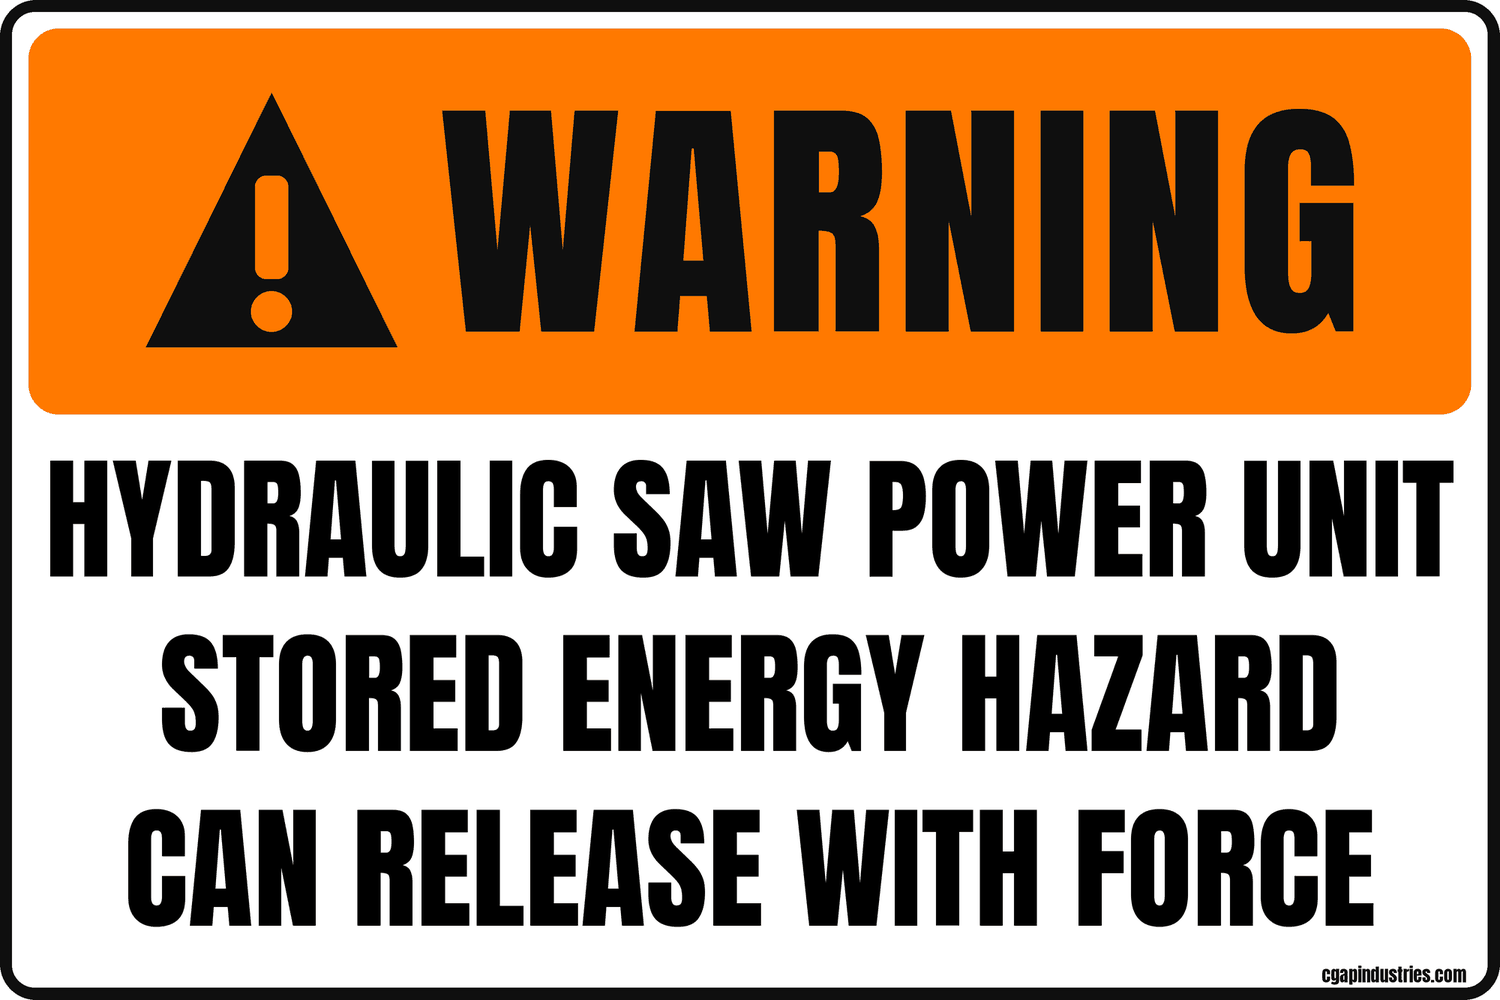 WARNING
HYDRAULIC SAW POWER UNIT
STORED ENERGY HAZARD
CAN RELEASE WITH FORCE
cgapindustries.com